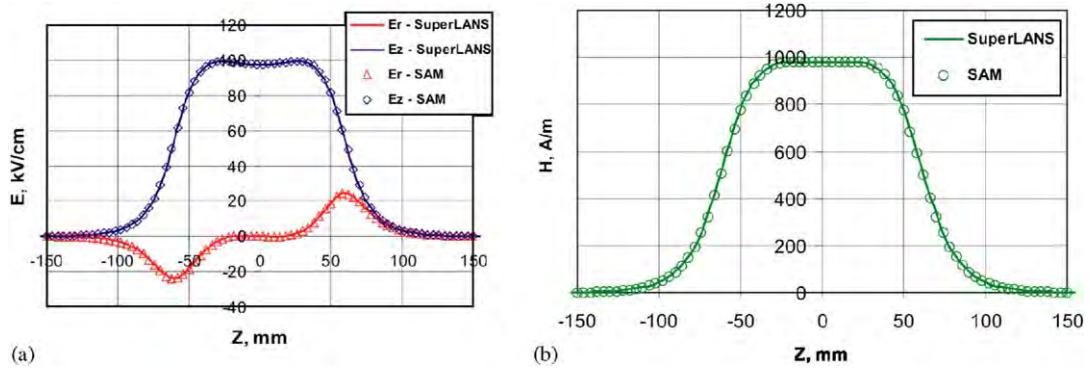 120
100
80
60
40
20
0
-20
-40
-150
-100
-50
0
50
100
150
E, kV/cm
Z, mm
Er - SuperLANS
Ez - SuperLANS
Er - SAM
Ez - SAM
(a)
1200
1000
800
600
400
200
0
-150
-100
-50
0
50
100
150
H, A/m
Z, mm
SuperLANS
SAM
(b)